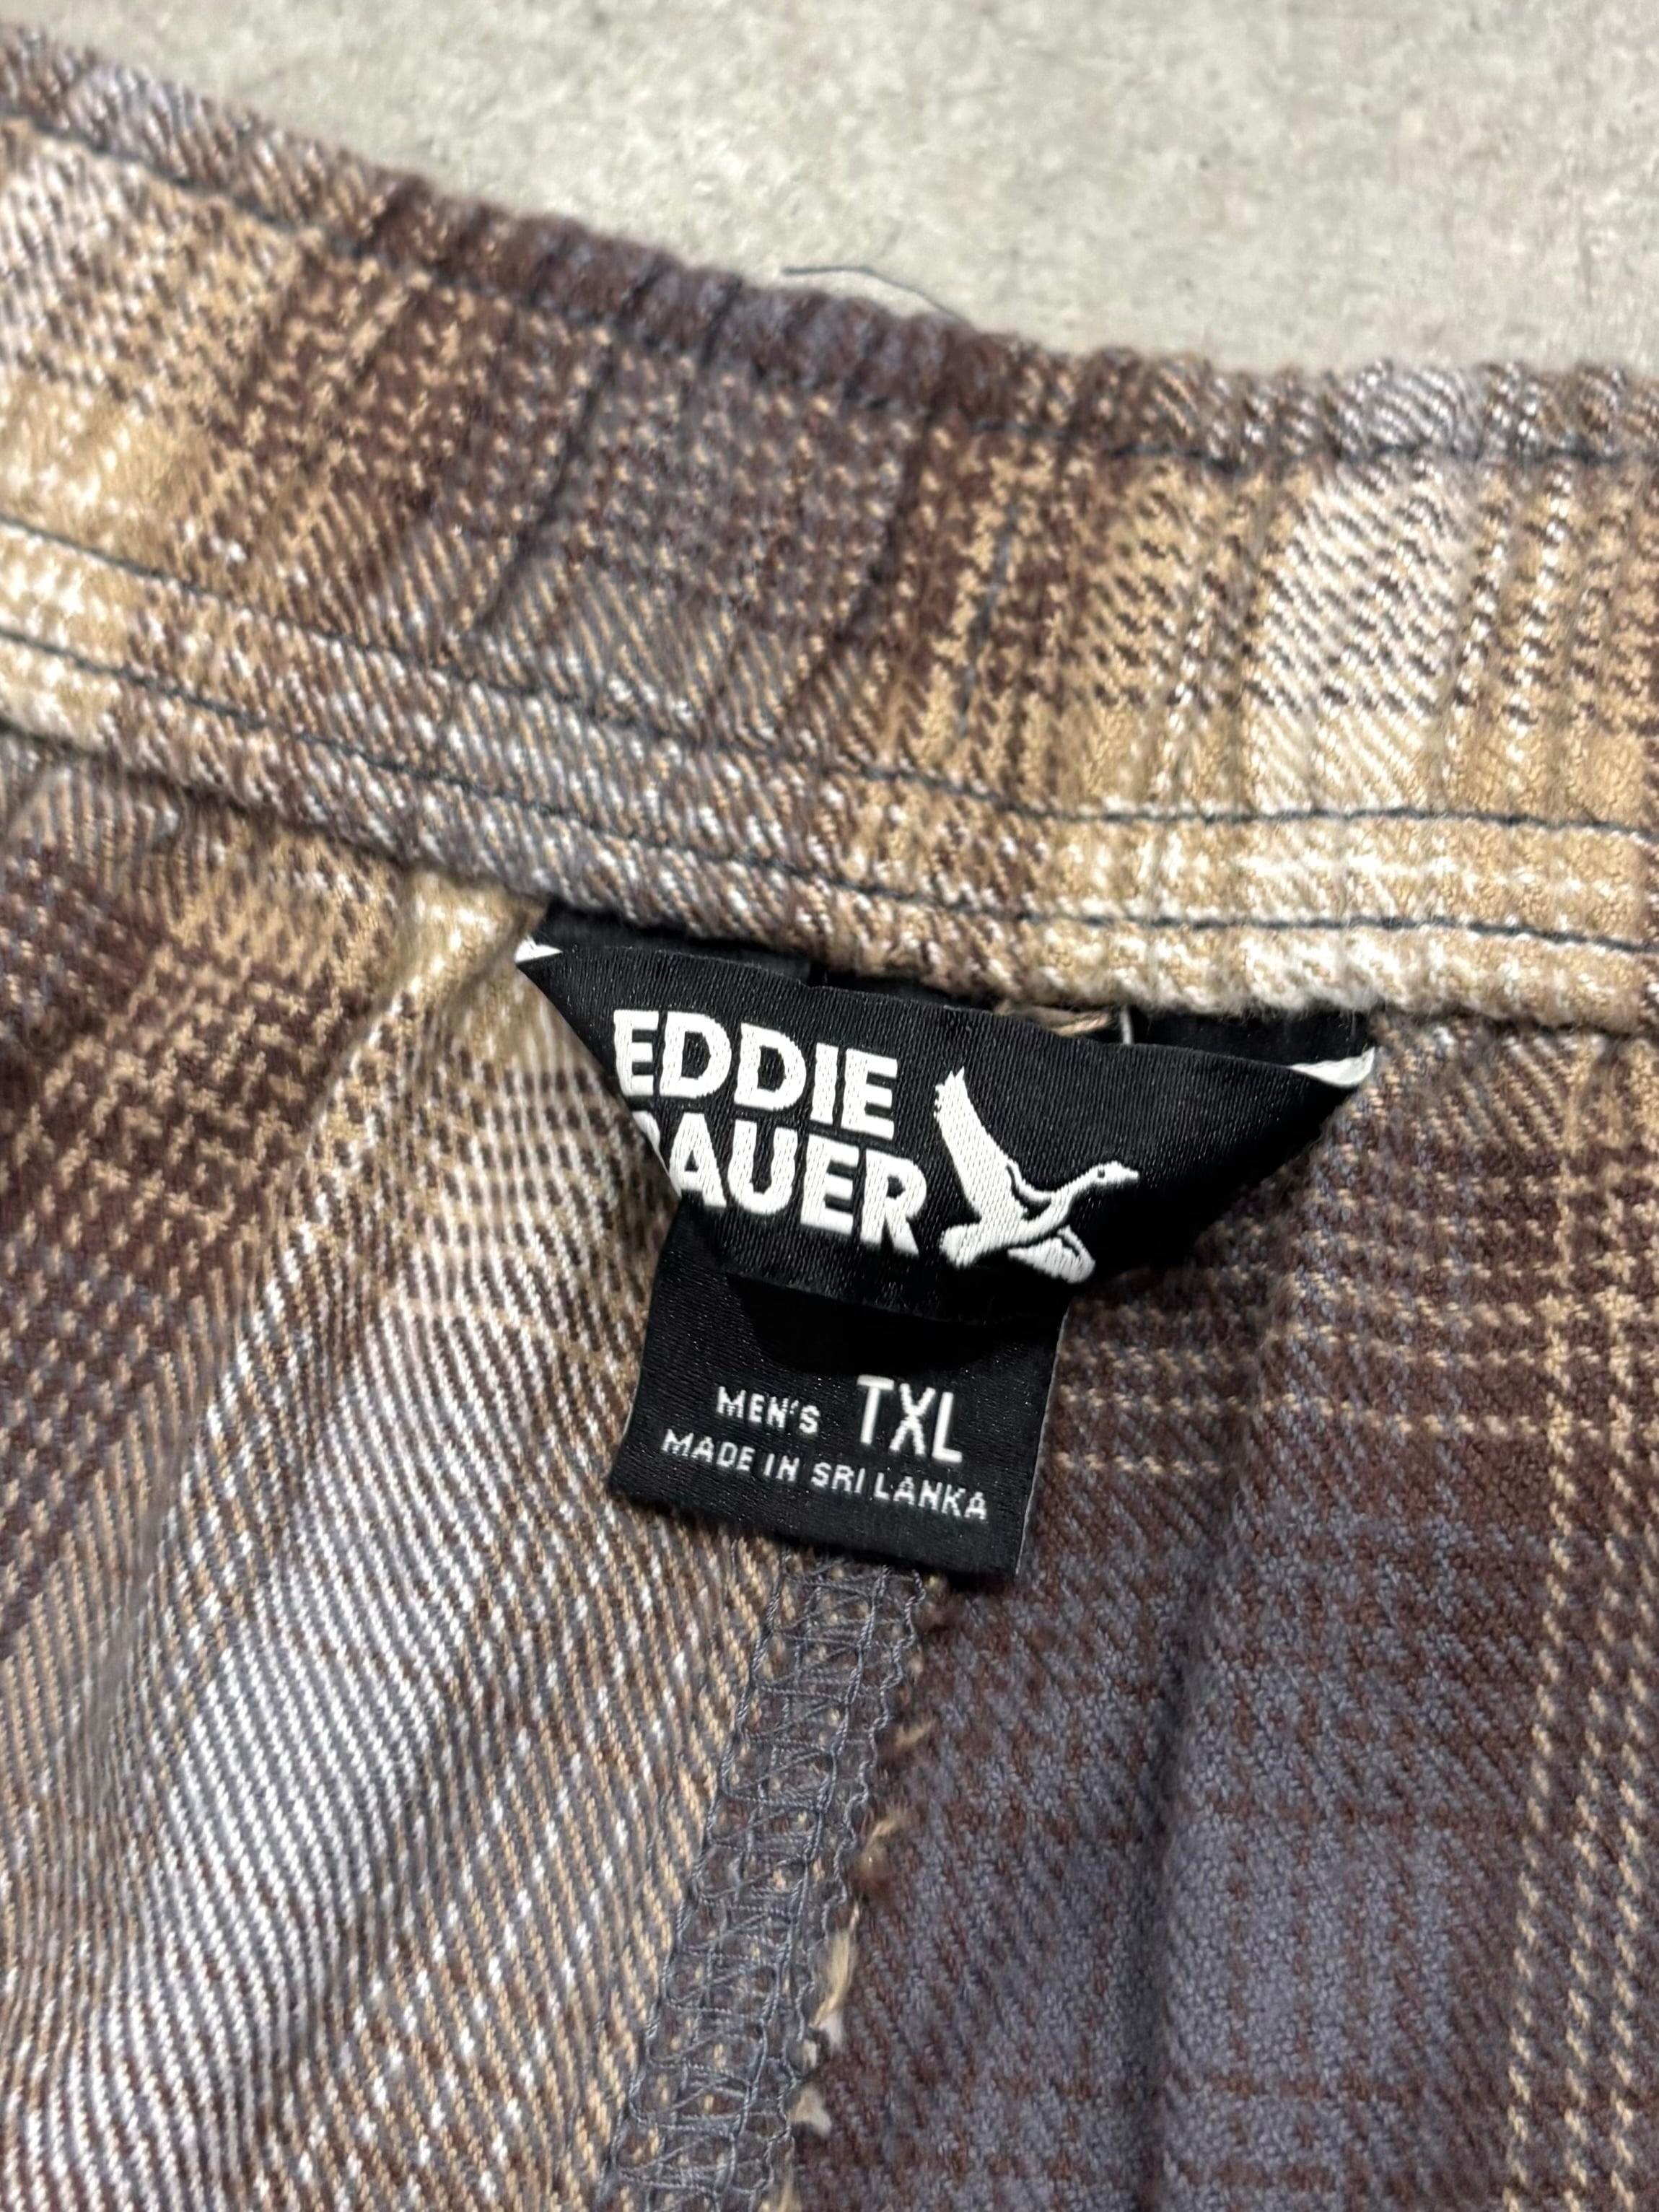 EDDIE
BAUER
MEN'S TXL
MADE IN SRI LANKA